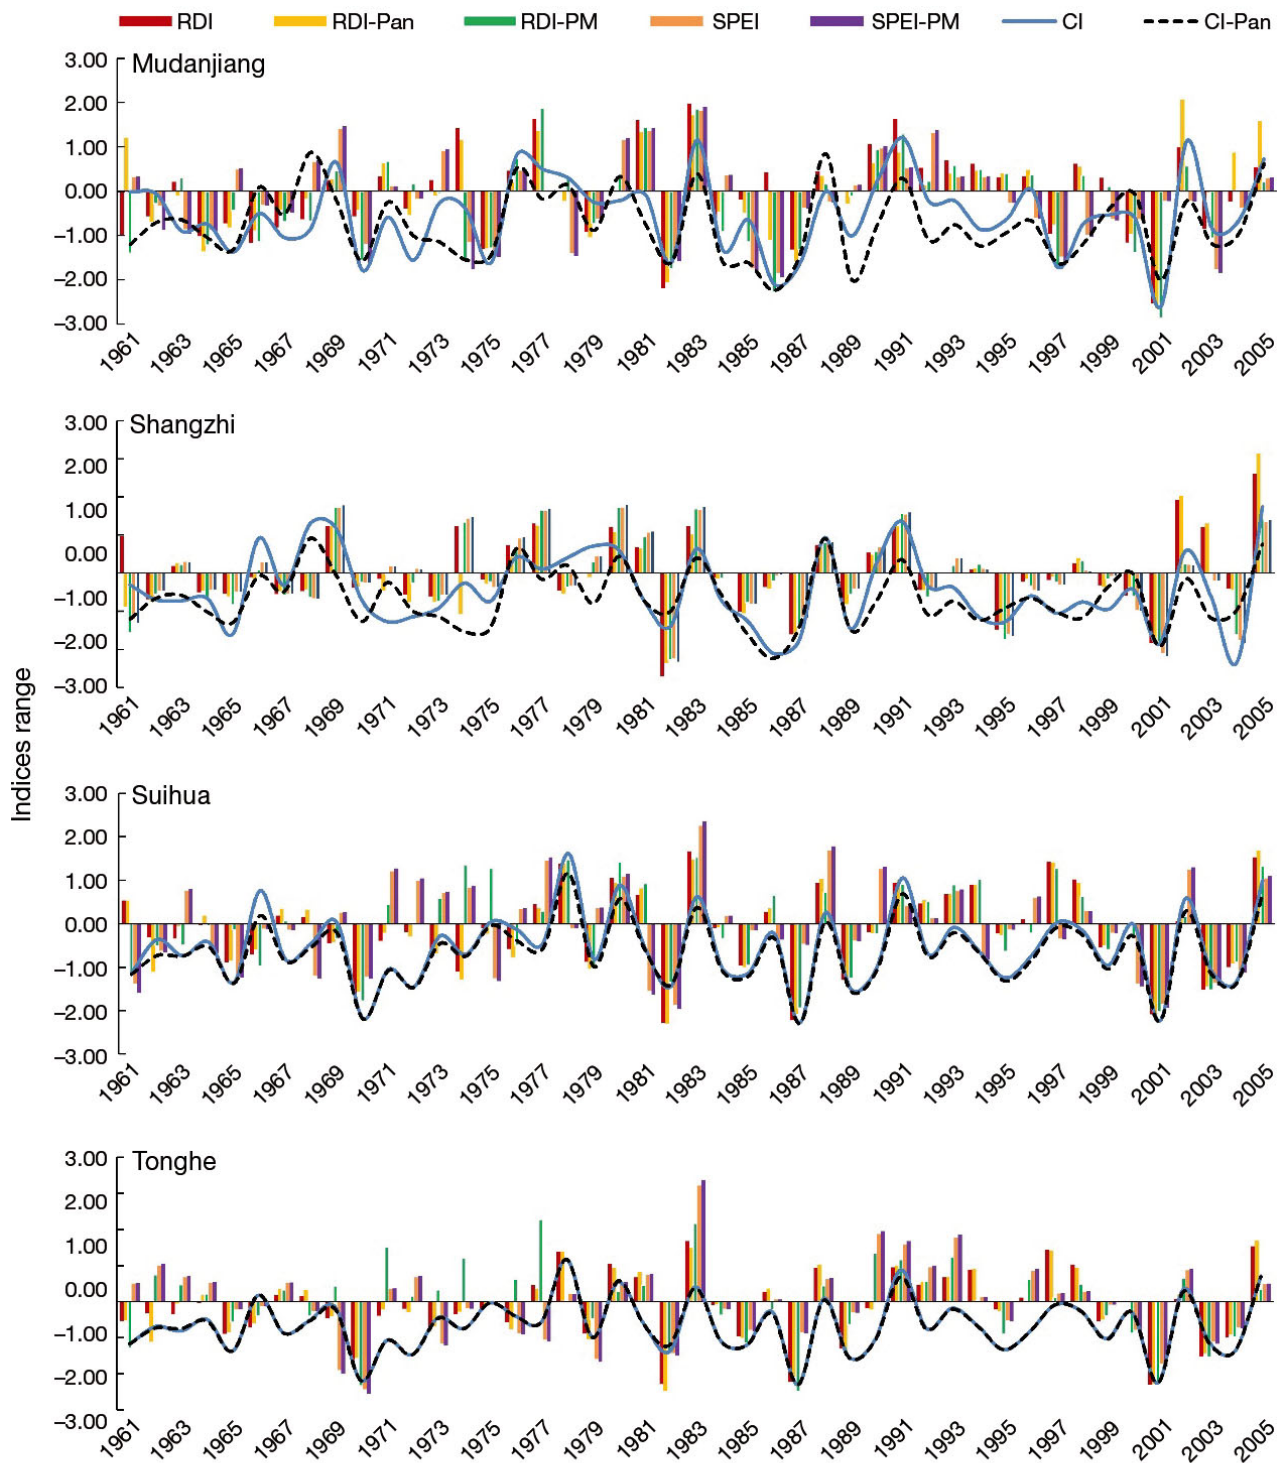 RDI RDI-Pan RDI-PM SPEI SPEI-PM CI CI-Pan
Indices range
Mudanjiang
3.00
2.00
1.00
0.00
−1.00
−2.00
−3.00
1961 1963 1965 1967 1969 1971 1973 1975 1977 1979 1981 1983 1985 1987 1989 1991 1993 1995 1997 1999 2001 2003 2005
Shangzhi
3.00
2.00
1.00
0.00
−1.00
−2.00
−3.00
1961 1963 1965 1967 1969 1971 1973 1975 1977 1979 1981 1983 1985 1987 1989 1991 1993 1995 1997 1999 2001 2003 2005
Suihua
3.00
2.00
1.00
0.00
−1.00
−2.00
−3.00
1961 1963 1965 1967 1969 1971 1973 1975 1977 1979 1981 1983 1985 1987 1989 1991 1993 1995 1997 1999 2001 2003 2005
Tonghe
3.00
2.00
1.00
0.00
−1.00
−2.00
−3.00
1961 1963 1965 1967 1969 1971 1973 1975 1977 1979 1981 1983 1985 1987 1989 1991 1993 1995 1997 1999 2001 2003 2005